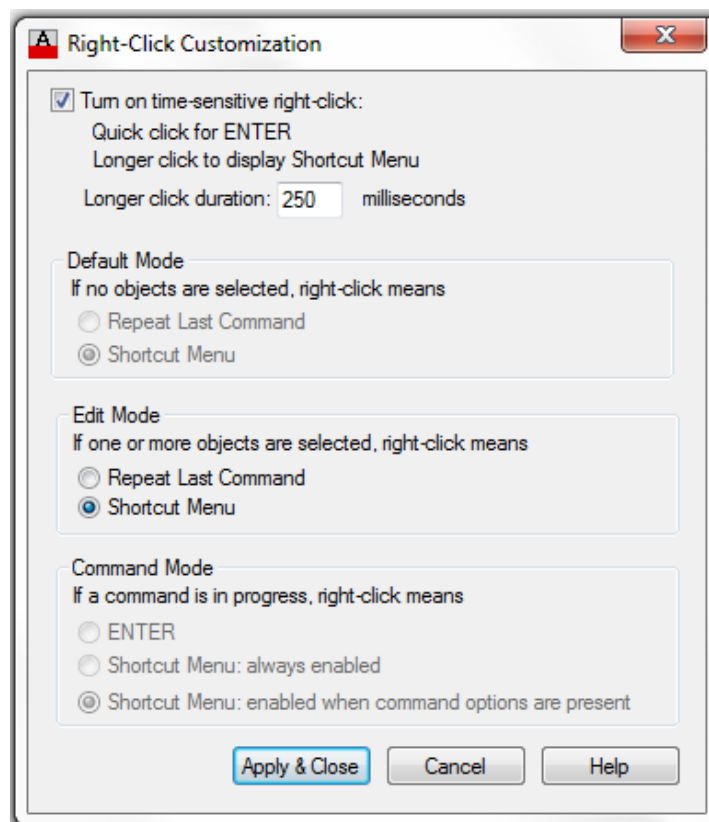 Right-Click Customization
Turn on time-sensitive right-click:
Quick click for ENTER
Longer click to display Shortcut Menu
Longer click duration: 250 milliseconds
Default Mode
If no objects are selected, right-click means
Repeat Last Command
Shortcut Menu
Edit Mode
If one or more objects are selected, right-click means
Repeat Last Command
Shortcut Menu
Command Mode
If a command is in progress, right-click means
ENTER
Shortcut Menu: always enabled
Shortcut Menu: enabled when command options are present
Apply & Close Cancel Help